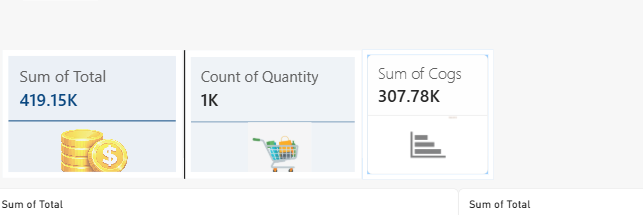 Sum of Total
419.15K
Count of Quantity
1K
Sum of Cogs
307.78K
Sum of Total
Sum of Total